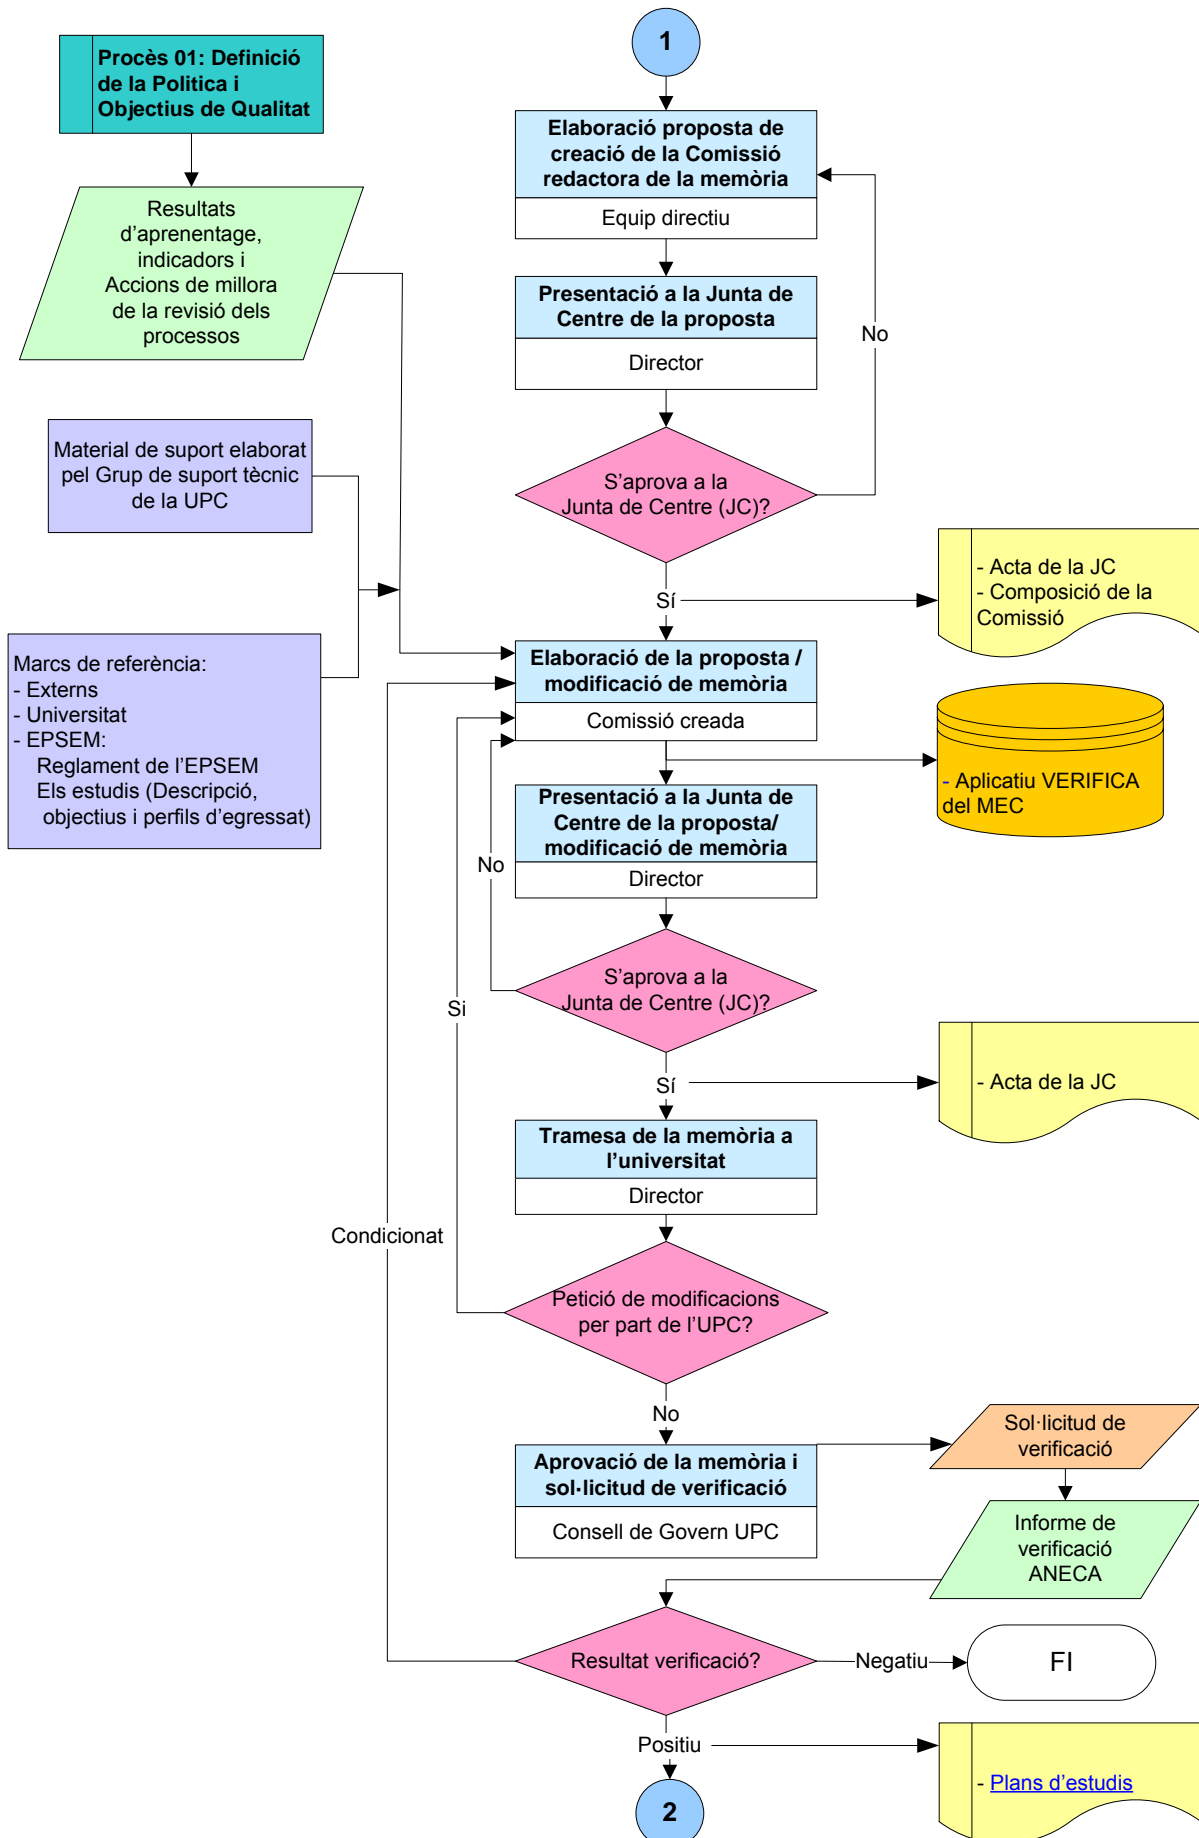 1
Procès 01: Definició
de la Politica i
Objectius de Qualitat
Elaboració proposta de
creació de la Comissió
redactora de la memòria
Equip directiu
Resultats
d’aprenentage,
indicadors i
Accions de millora
de la revisió dels
processos
Presentació a la Junta de
Centre de la proposta
Director
No
Material de suport elaborat
pel Grup de suport tècnic
de la UPC
S’aprova a la
Junta de Centre (JC)?
Sí
- Acta de la JC
- Composició de la
Comissió
Marcs de referència:
- Externs
- Universitat
- EPSEM:
Reglament de l’EPSEM
Els estudis (Descripció,
objectius i perfils d’egressat)
Elaboració de la proposta /
modificació de memòria
Comissió creada
- Aplicatiu VERIFICA
del MEC
Presentació a la Junta de
Centre de la proposta/
modificació de memòria
Director
No
S’aprova a la
Junta de Centre (JC)?
Si
Sí
- Acta de la JC
Tramesa de la memòria a
l’universitat
Director
Condicionat
Petició de modificacions
per part de l’UPC?
No
Aprovació de la memòria i
sol·licitud de verificació
Consell de Govern UPC
Sol·licitud de
verificació
Informe de
verificació
ANECA
Resultat verificació?
Negatiu
FI
Positiu
- Plans d’estudis
2